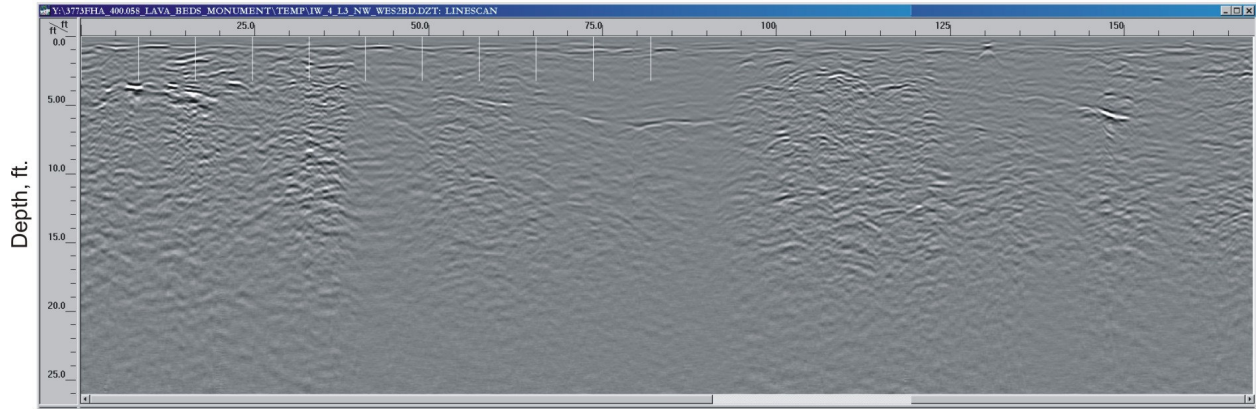 Y:\3773FHA_400.058_LAVA_BEDS_MONUMENT\TEMP\IW_4_L3_NW_WES2BD.DZT: LINESCAN
ft / ft 25.0 50.0 75.0 100 125 150
0.0
5.00
10.0
15.0
20.0
25.0
Depth, ft.